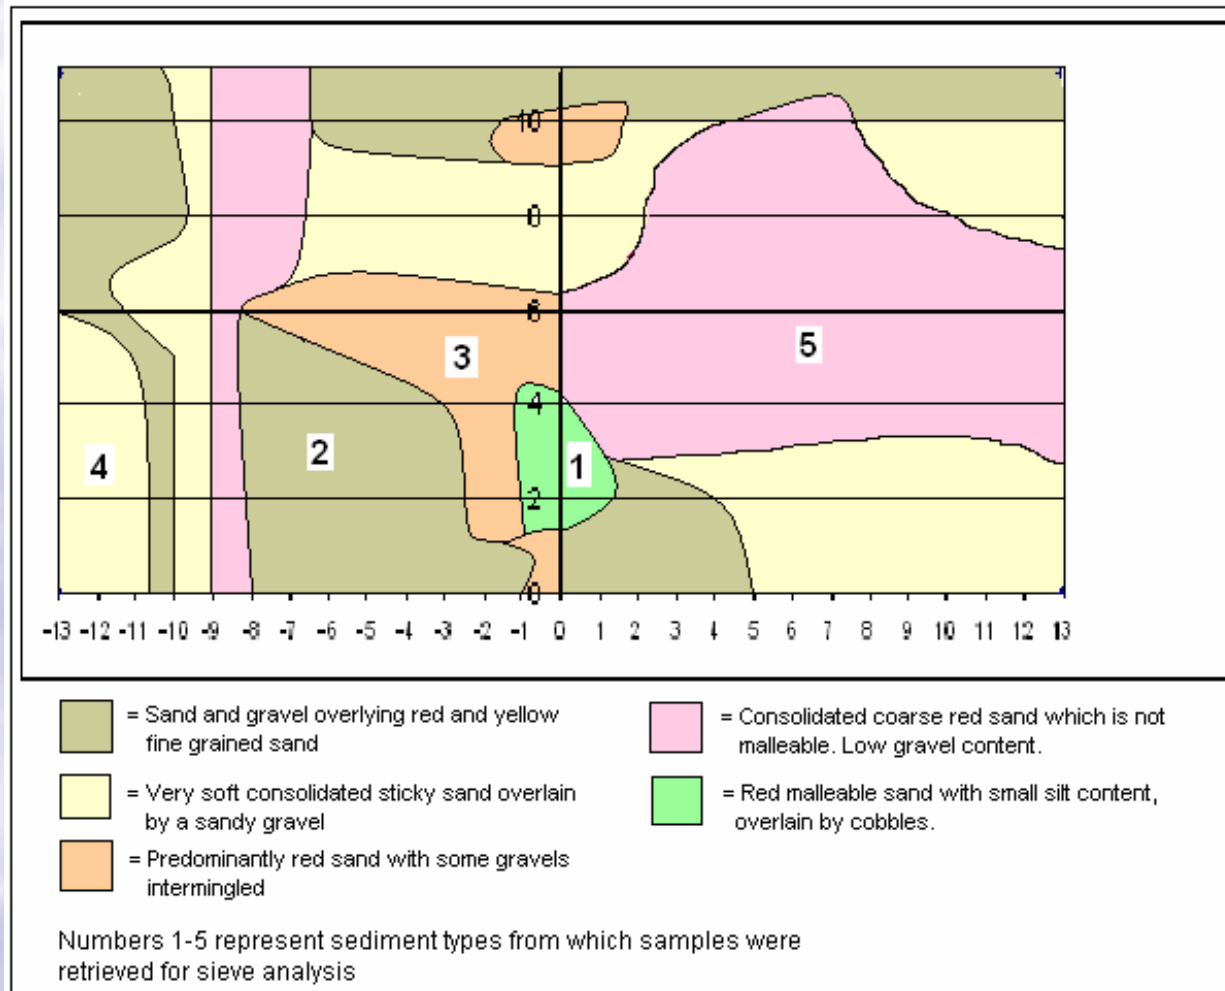 10
8
6
3
5
4
2
4
1
2
0
-13 -12 -11 -10 -9 -8 -7 -6 -5 -4 -3 -2 -1 0 1 2 3 4 5 6 7 8 9 10 11 12 13
= Sand and gravel overlying red and yellow
fine grained sand
= Very soft consolidated sticky sand overlain
by a sandy gravel
= Predominantly red sand with some gravels
intermingled
= Consolidated coarse red sand which is not
malleable. Low gravel content.
= Red malleable sand with small silt content,
overlain by cobbles.
Numbers 1-5 represent sediment types from which samples were
retrieved for sieve analysis